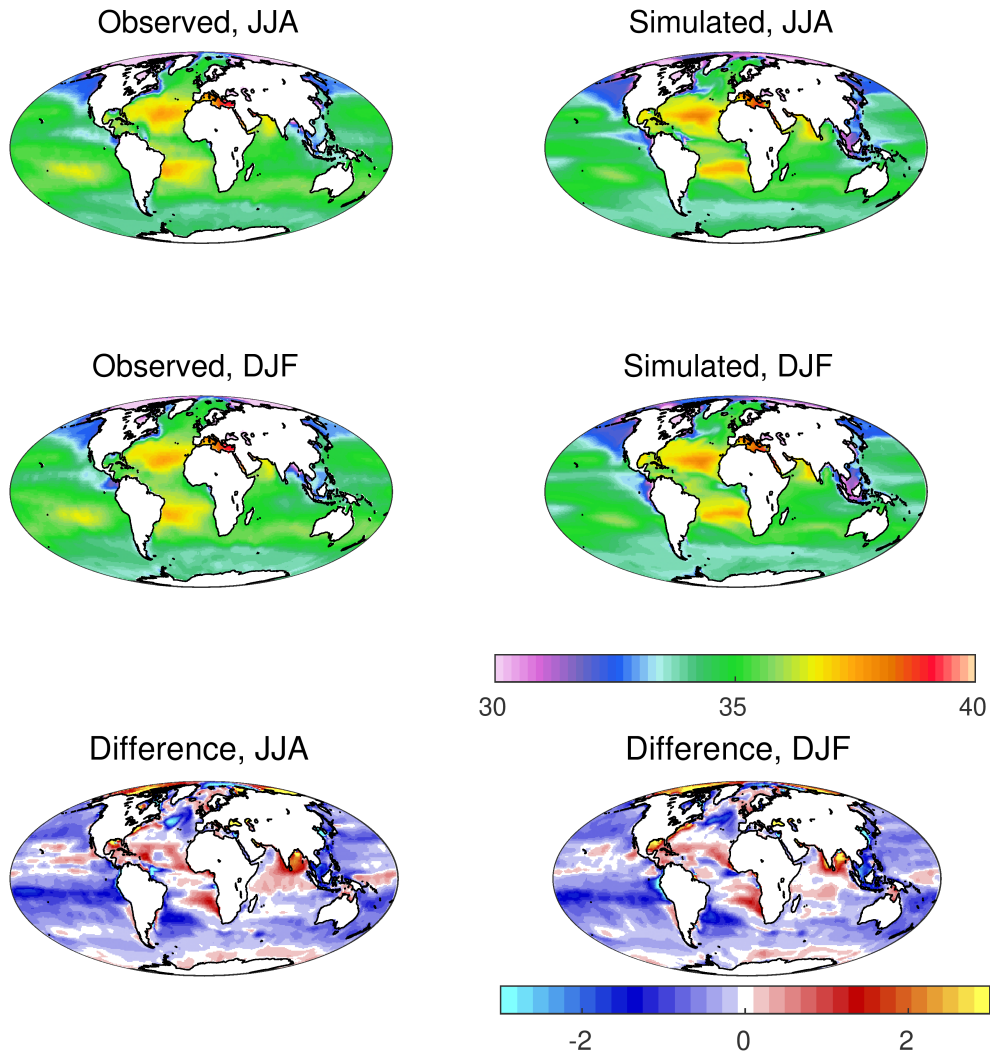 Observed, JJA
Simulated, JJA
Observed, DJF
Simulated, DJF
30 35 40
Difference, JJA
Difference, DJF
-2 0 2